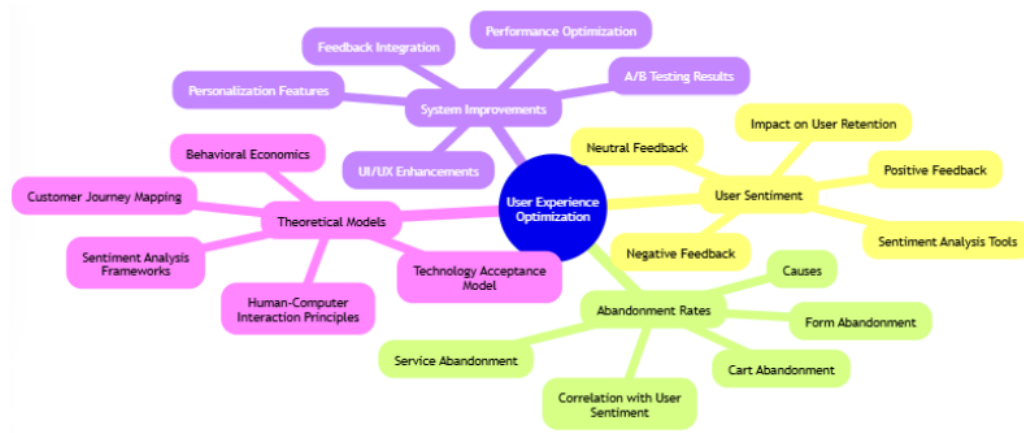 Performance Optimization
Feedback Integration
A/B Testing Results
Personalization Features
System Improvements
UI/UX Enhancements
Impact on User Retention
Neutral Feedback
Positive Feedback
User Sentiment
Sentiment Analysis Tools
Negative Feedback
User Experience
Optimization
Behavioral Economics
Customer Journey Mapping
Theoretical Models
Sentiment Analysis
Frameworks
Technology Acceptance
Model
Human-Computer
Interaction Principles
Causes
Abandonment Rates
Form Abandonment
Service Abandonment
Cart Abandonment
Correlation with User
Sentiment